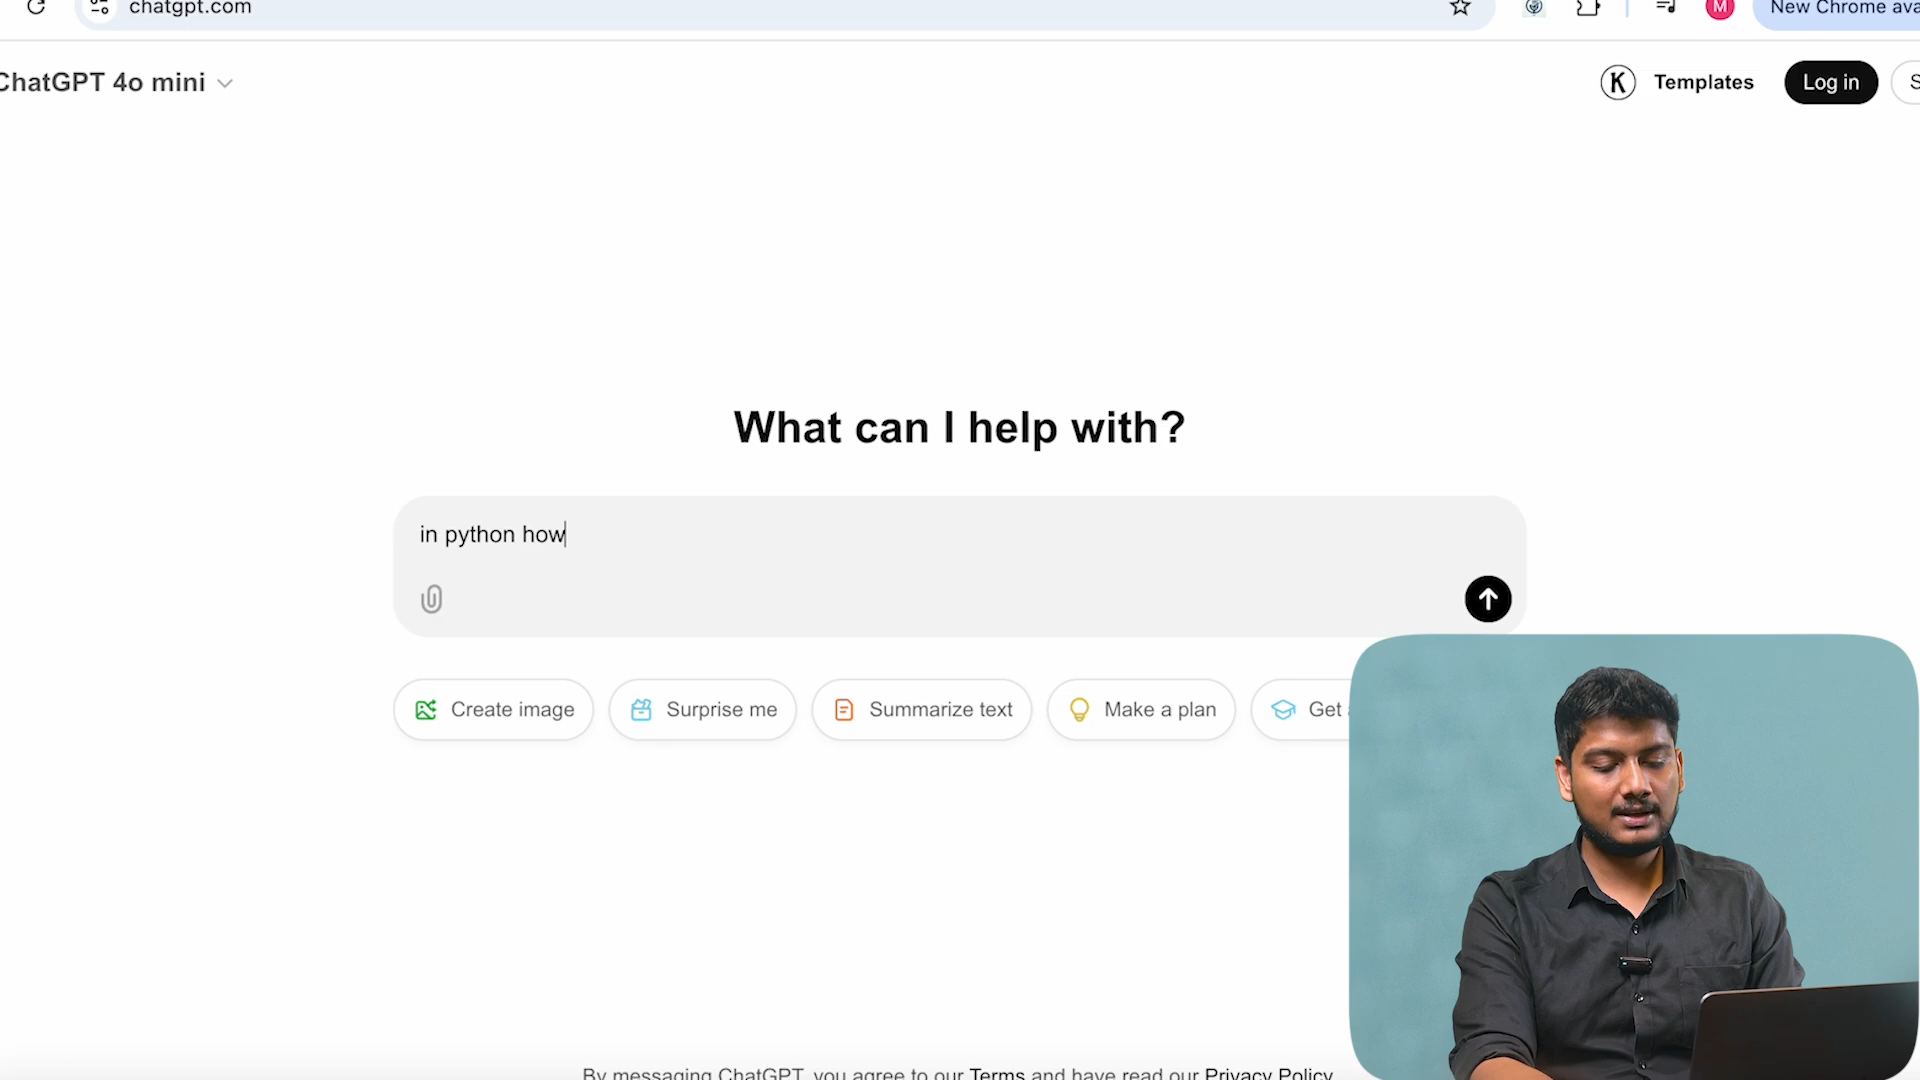 chatgpt.com
M
New Chrome ava
ChatGPT 4o mini
K
Templates
Log in
S
What can I help with?
in python how
Create image
Surprise me
Summarize text
Make a plan
Get
By messaging ChatGPT, you agree to our Terms and have read our Privacy Policy